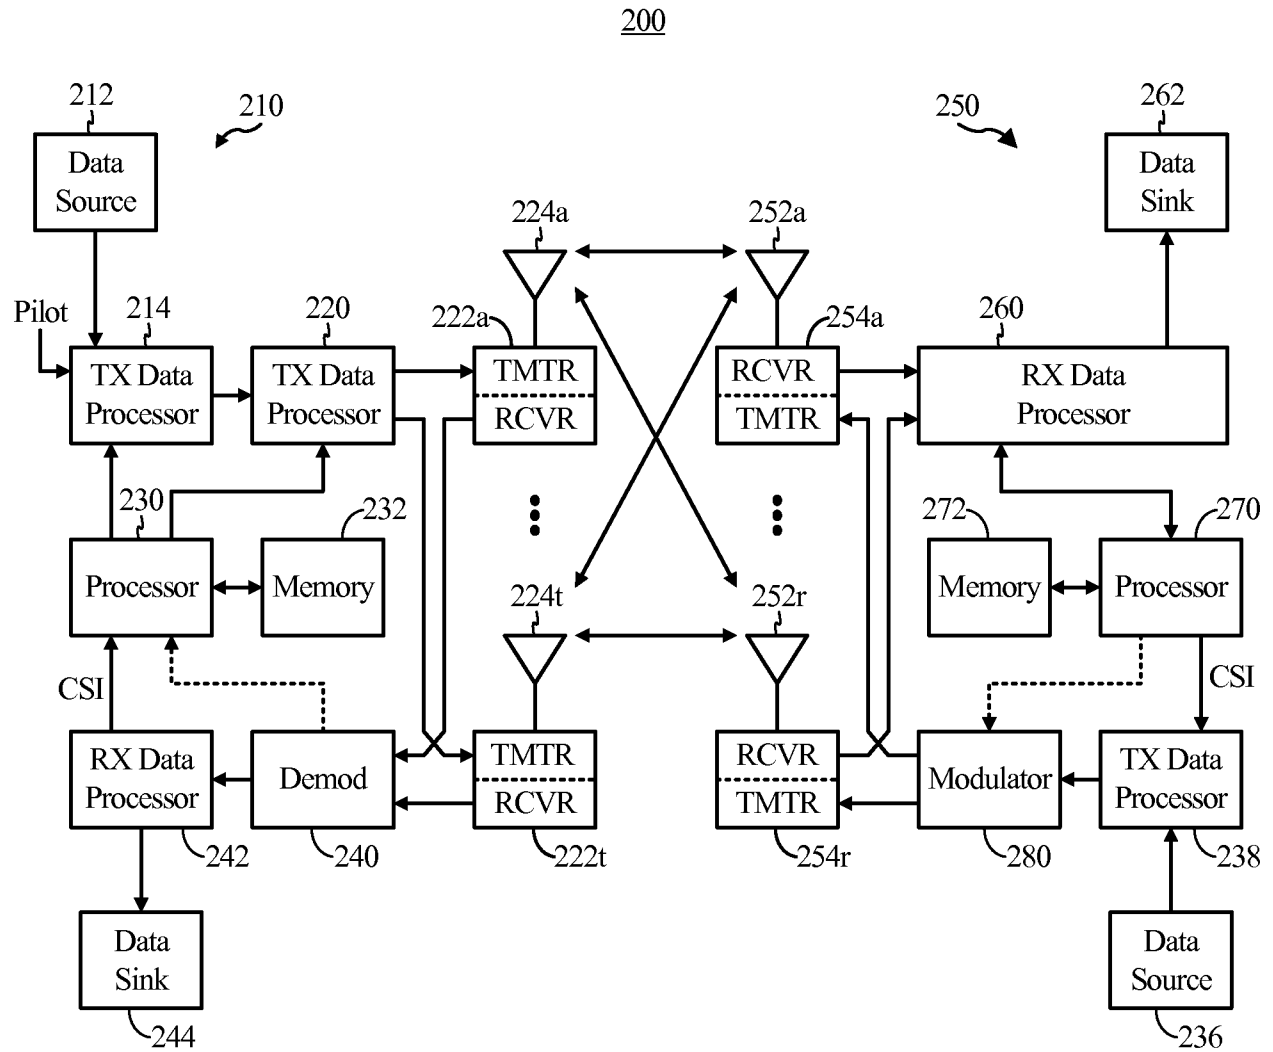 200
212
210
250
262
Data
Source
Data
Sink
224a
252a
Pilot
214
220
222a
254a
260
TX Data
Processor
TX Data
Processor
TMTR
RCVR
RCVR
TMTR
RX Data
Processor
230
232
272
270
Processor
Memory
Memory
Processor
224t
252r
CSI
CSI
RX Data
Processor
Demod
TMTR
RCVR
RCVR
TMTR
Modulator
TX Data
Processor
242
240
222t
254r
280
238
Data
Sink
Data
Source
244
236